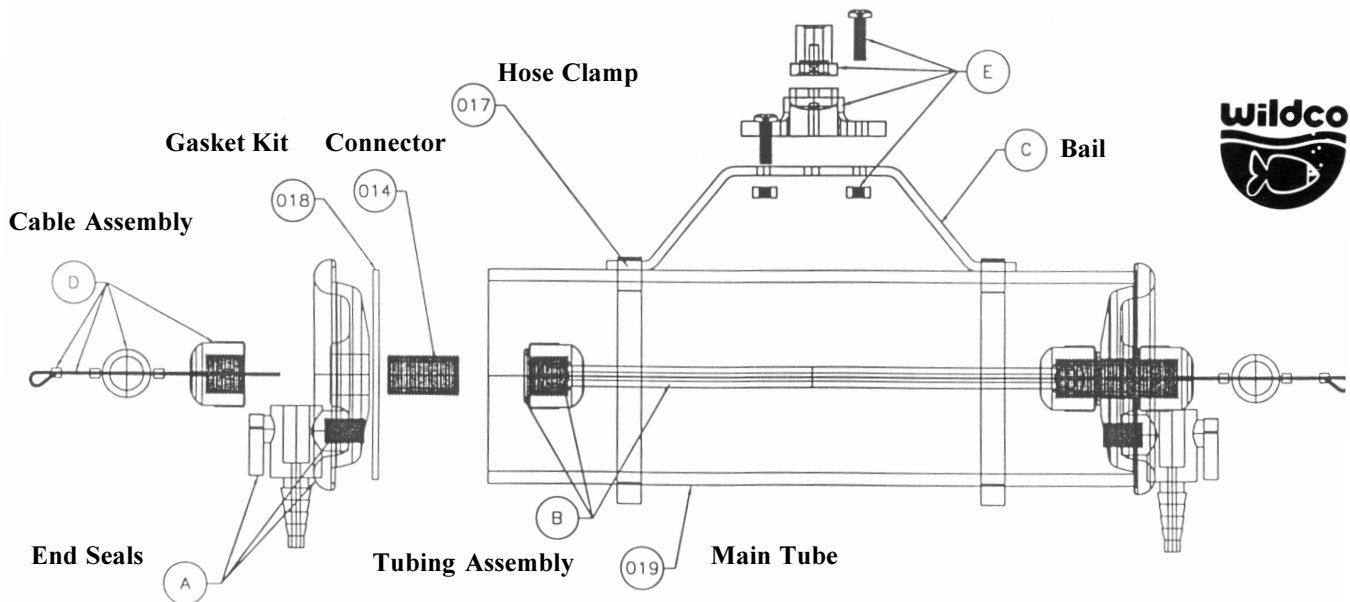 Hose Clamp
E
017
wildco
Gasket Kit Connector
C Bail
018
014
Cable Assembly
D
B
End Seals
Tubing Assembly
Main Tube
019
A